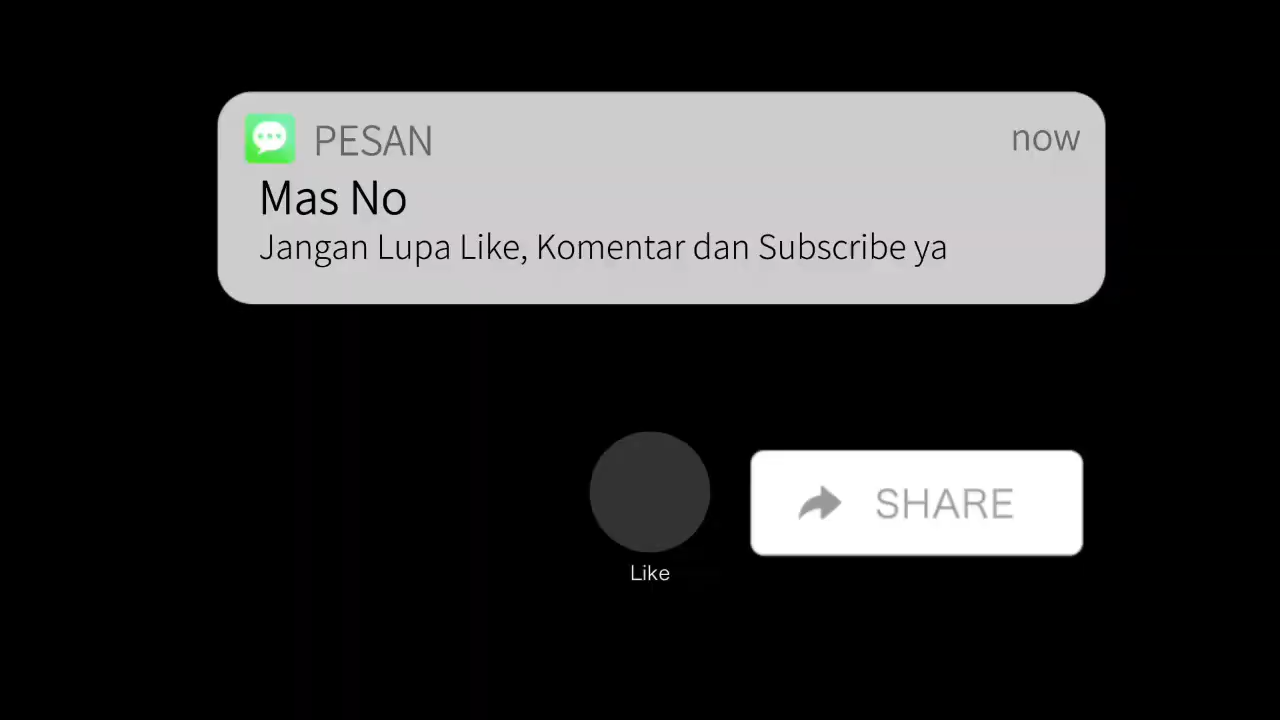 PESAN
now
Mas No
Jangan Lupa Like, Komentar dan Subscribe ya
SHARE
Like